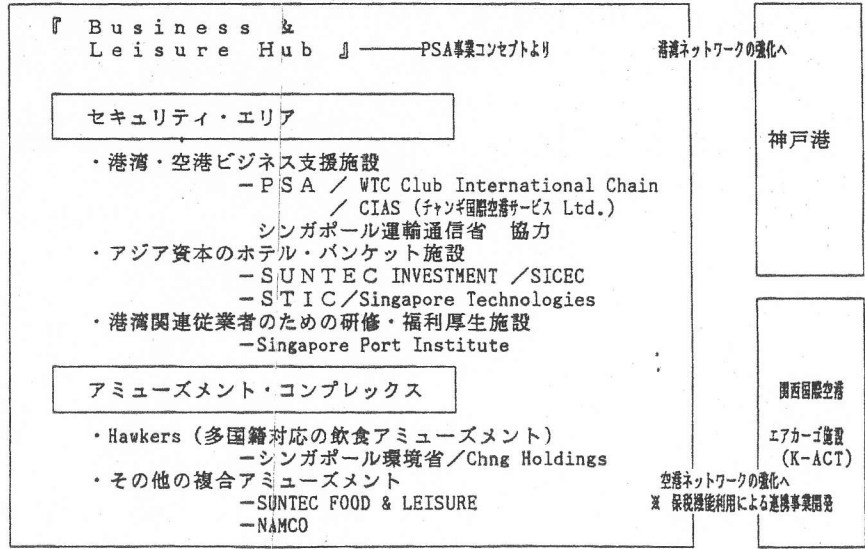 『 Business &
Leisure Hub 』――PSA事業コンセプトより
港湾ネットワークの強化へ
セキュリティ・エリア
神戸港
・港湾・空港ビジネス支援施設
－PSA ／ WTC Club International Chain
／ CIAS (チャンギ国際空港サービス Ltd.)
シンガポール運輸通信省 協力
・アジア資本のホテル・バンケット施設
－SUNTEC INVESTMENT ／SICEC
－STIC／Singapore Technologies
・港湾関連従業者のための研修・福利厚生施設
－Singapore Port Institute
アミューズメント・コンプレックス
関西国際空港
・Hawkers (多国籍対応の飲食アミューズメント)
エアカーゴ施設
－シンガポール環境省／Chng Holdings
(K-ACT)
・その他の複合アミューズメント
空港ネットワークの強化へ
－SUNTEC FOOD & LEISURE
※ 保税機能利用による連携事業開発
－NAMCO